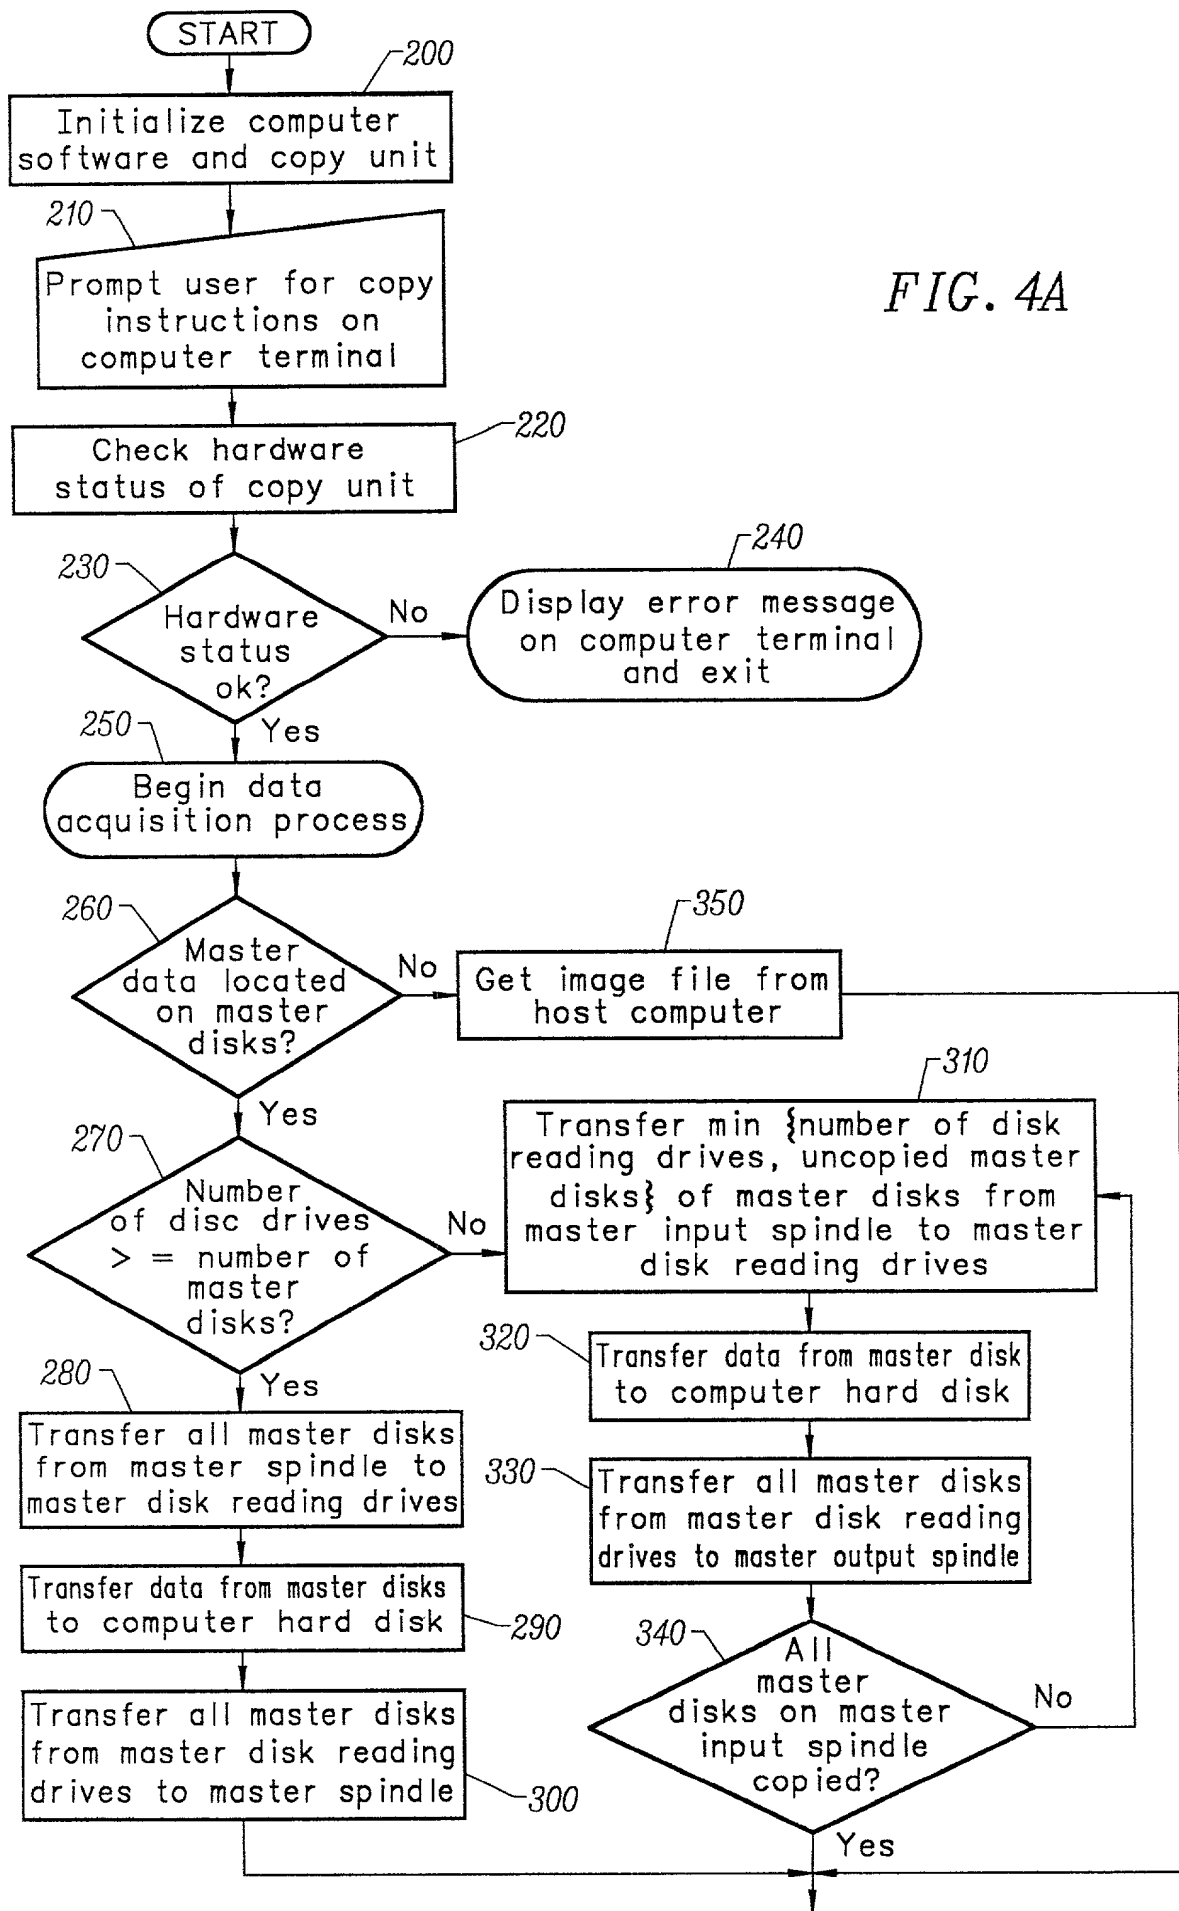 START
200
Initialize computer
software and copy unit
210
Prompt user for copy
instructions on
computer terminal
FIG. 4A
220
Check hardware
status of copy unit
230
Hardware
status
ok?
No
240
Display error message
on computer terminal
and exit
Yes
250
Begin data
acquisition process
260
Master
data located
on master
disks?
No
350
Get image file from
host computer
Yes
270
Number
of disc drives
> = number of
master
disks?
No
310
Transfer min {number of disk
reading drives, uncopied master
disks} of master disks from
master input spindle to master
disk reading drives
320
Transfer data from master disk
to computer hard disk
Yes
280
Transfer all master disks
from master spindle to
master disk reading drives
330
Transfer all master disks
from master disk reading
drives to master output spindle
Transfer data from master disks
to computer hard disk
290
340
All
master
disks on master
input spindle
copied?
No
Transfer all master disks
from master disk reading
drives to master spindle
300
Yes